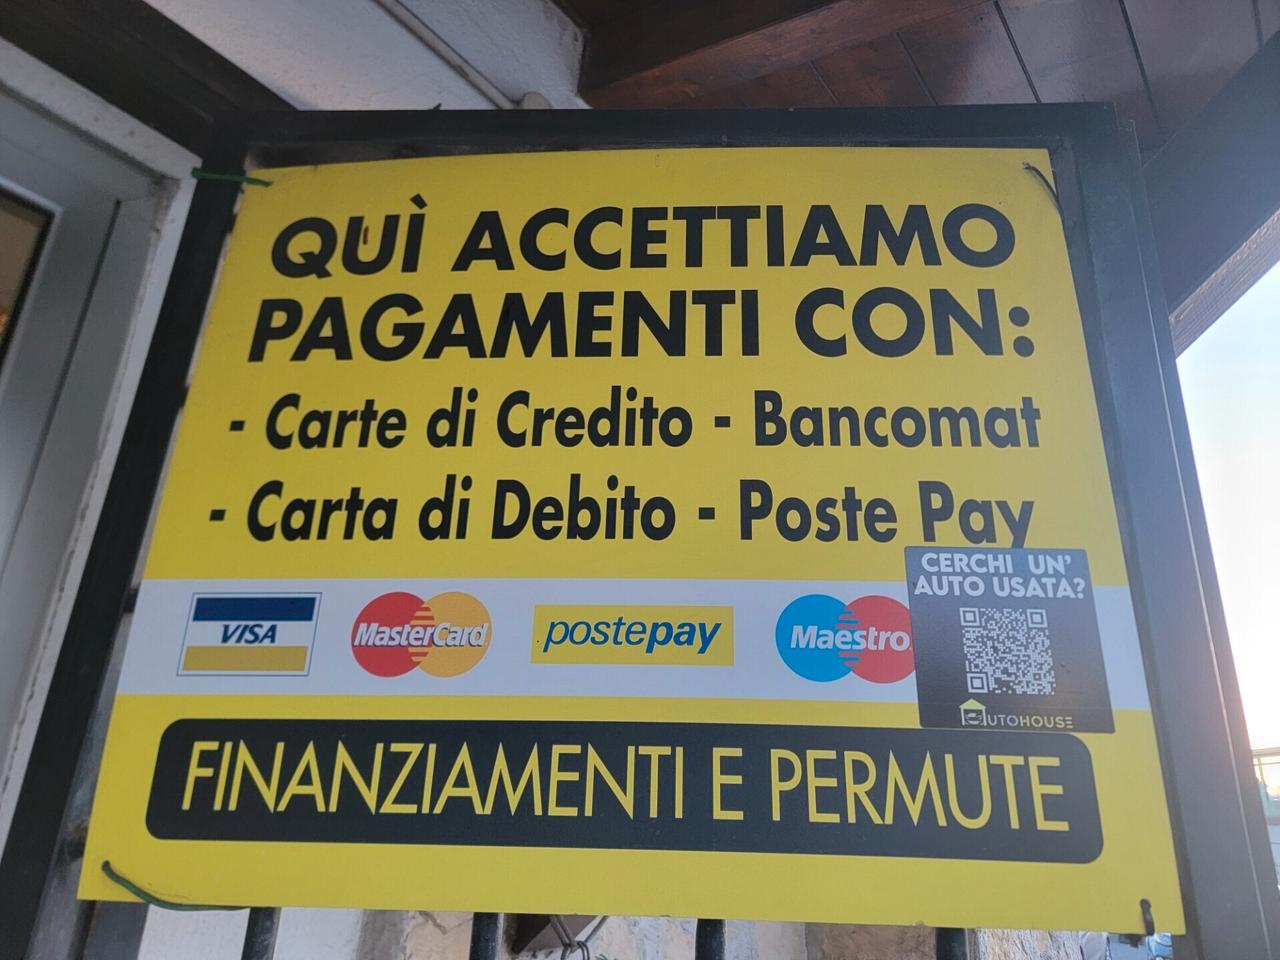 QUÌ ACCETTIAMO
PAGAMENTI CON:
- Carte di Credito - Bancomat
- Carta di Debito - Poste Pay
CERCHI UN'
AUTO USATA?
VISA MasterCard postepay Maestro
AUTOHOUSE
FINANZIAMENTI E PERMUTE